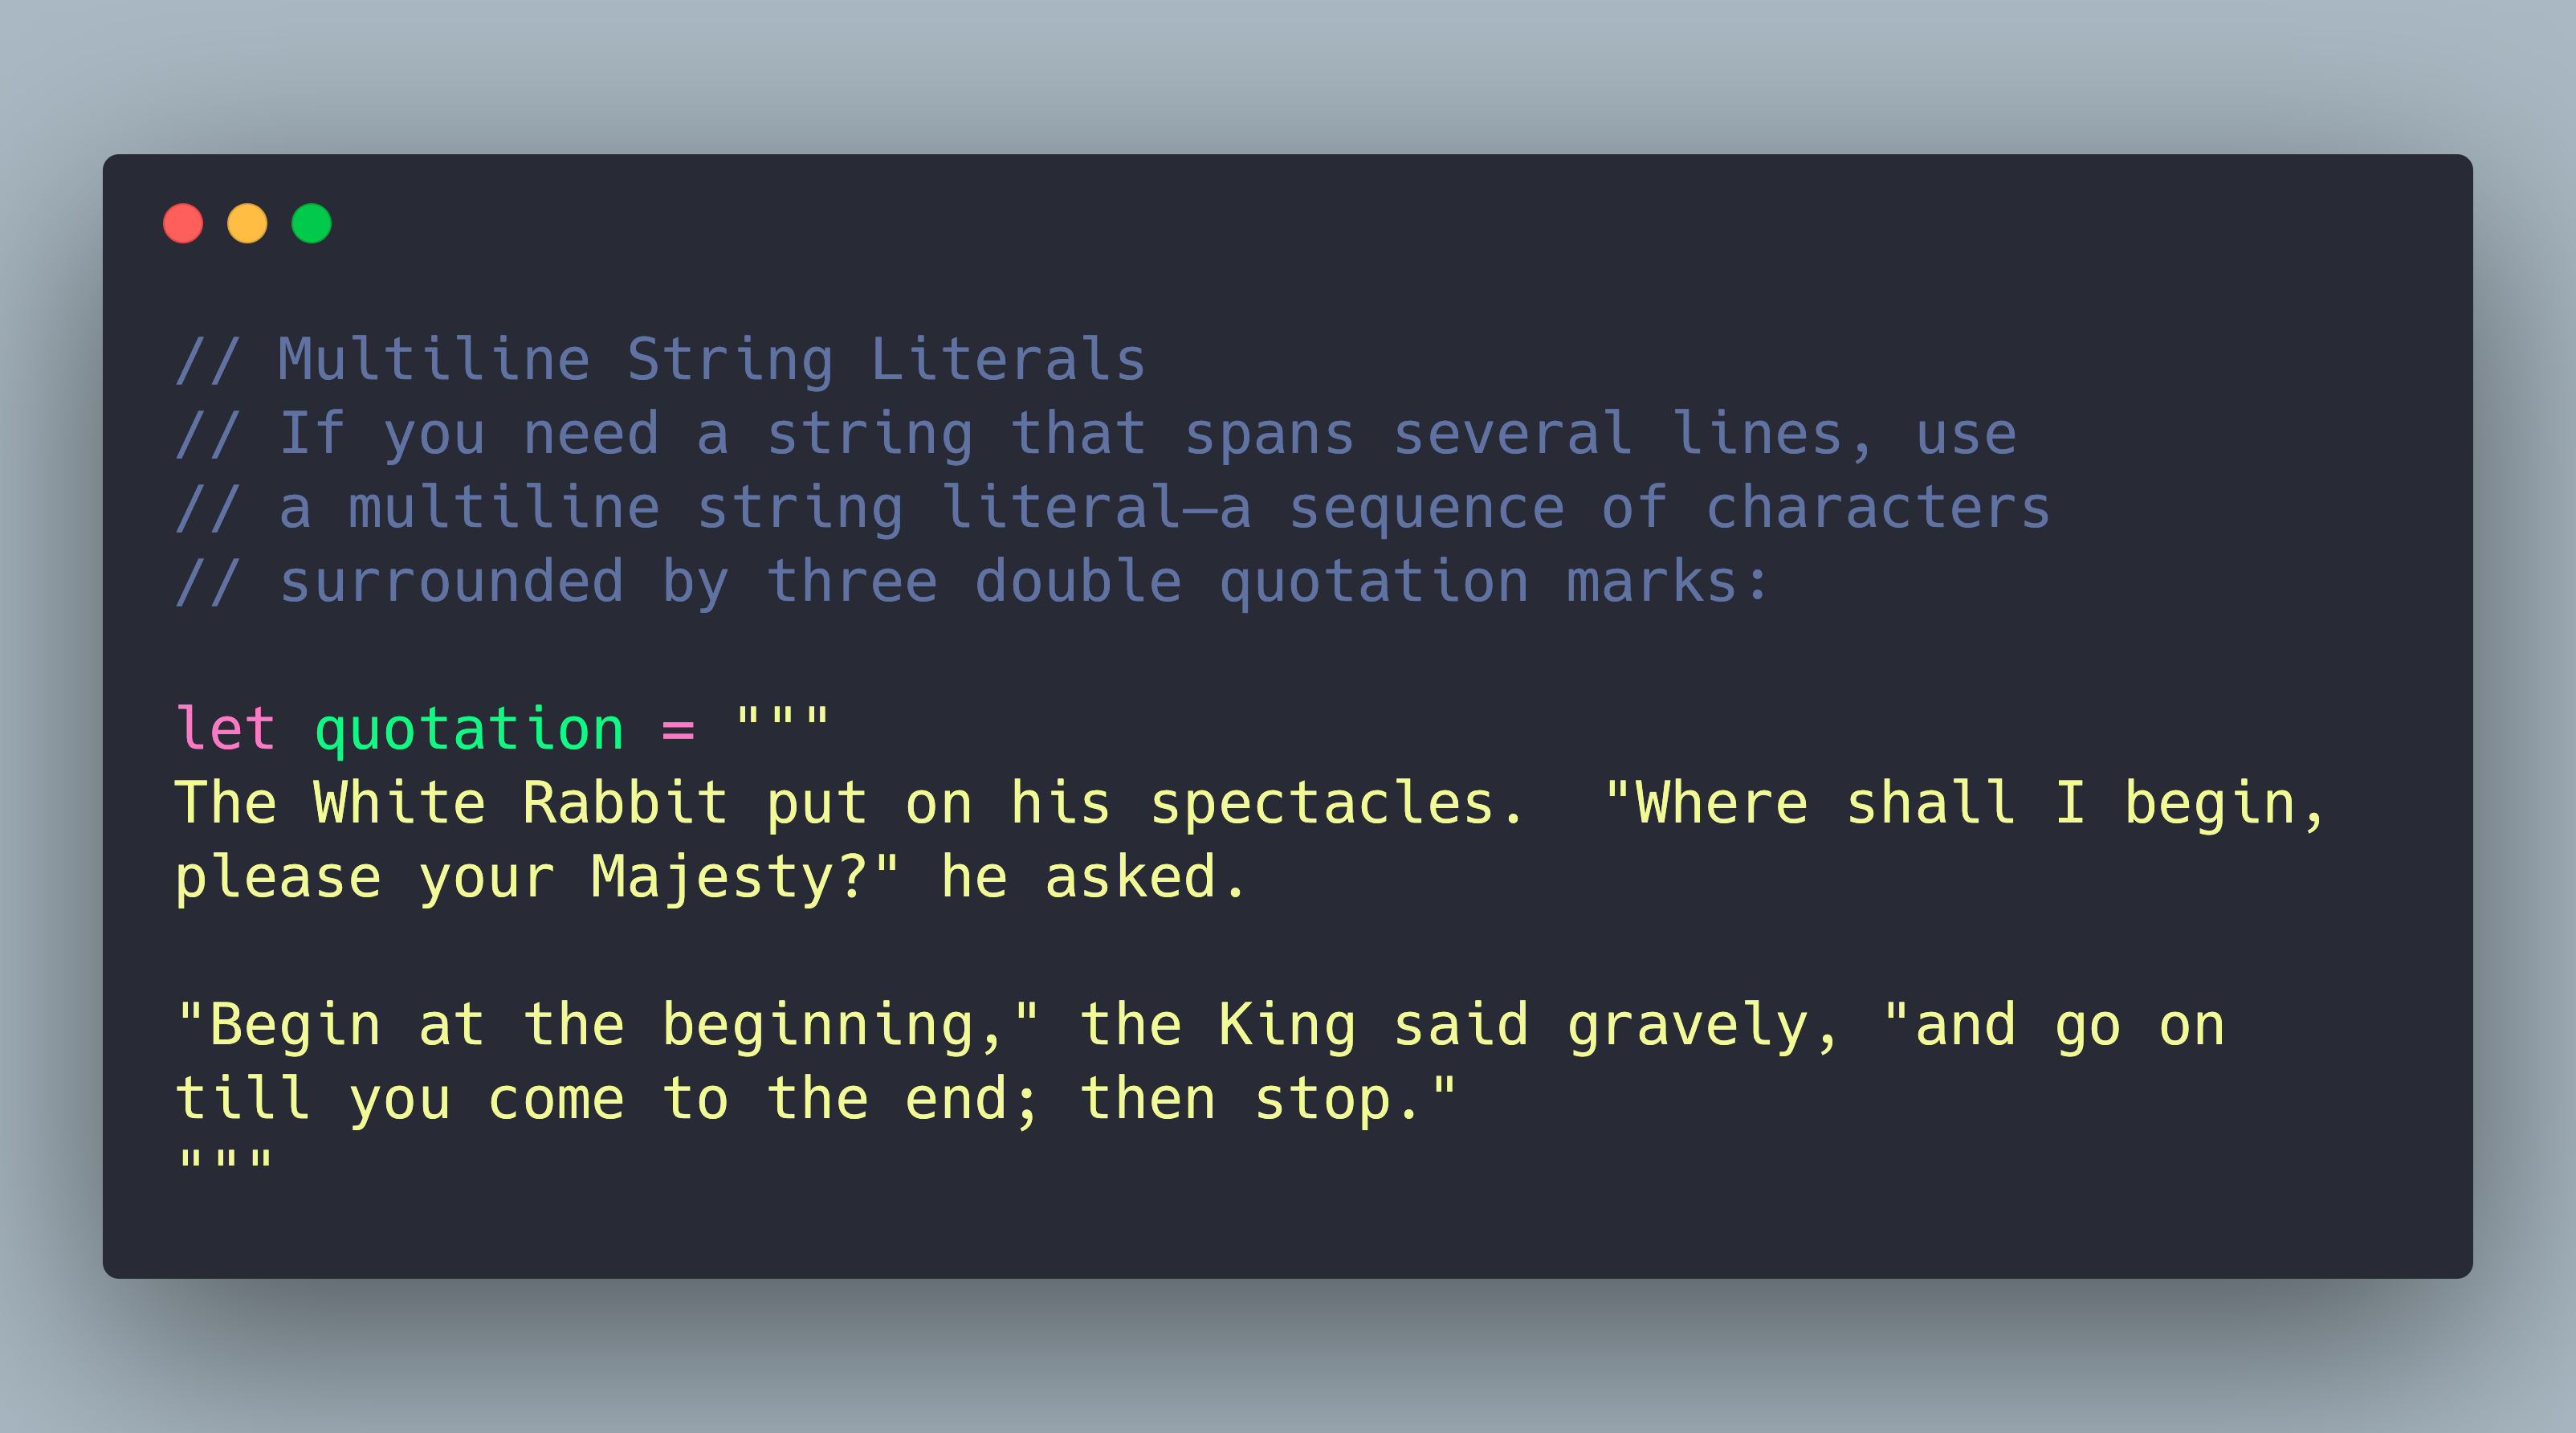 // Multiline String Literals
// If you need a string that spans several lines, use
// a multiline string literal—a sequence of characters
// surrounded by three double quotation marks:
let quotation = """
The White Rabbit put on his spectacles.  "Where shall I begin,
please your Majesty?" he asked.
"Begin at the beginning," the King said gravely, "and go on
till you come to the end; then stop."
"""